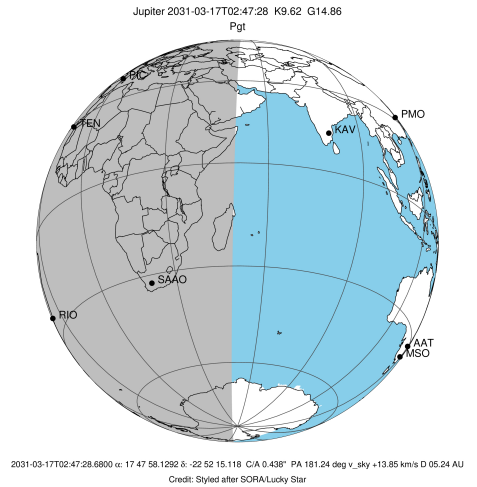 Jupiter 2031-03-17T02:47:28 K9.62 G14.86
Pgt
PIC
PMO
TEN
KAV
SAAO
RIO
AAT
MSO
2031-03-17T02:47:28.6800 α: 17 47 58.1292 δ: -22 52 15.118 C/A 0.438" PA 181.24 deg v_sky +13.85 km/s D 05.24 AU
Credit: Styled after SORA/Lucky Star